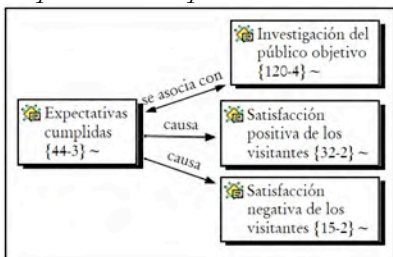 Investigación del
público objetivo
{120-4} ~
se asocia con
Expectativas
cumplidas
{44-3} ~
causa
Satisfacción
positiva de los
visitantes {32-2} ~
causa
Satisfacción
negativa de los
visitantes {15-2} ~